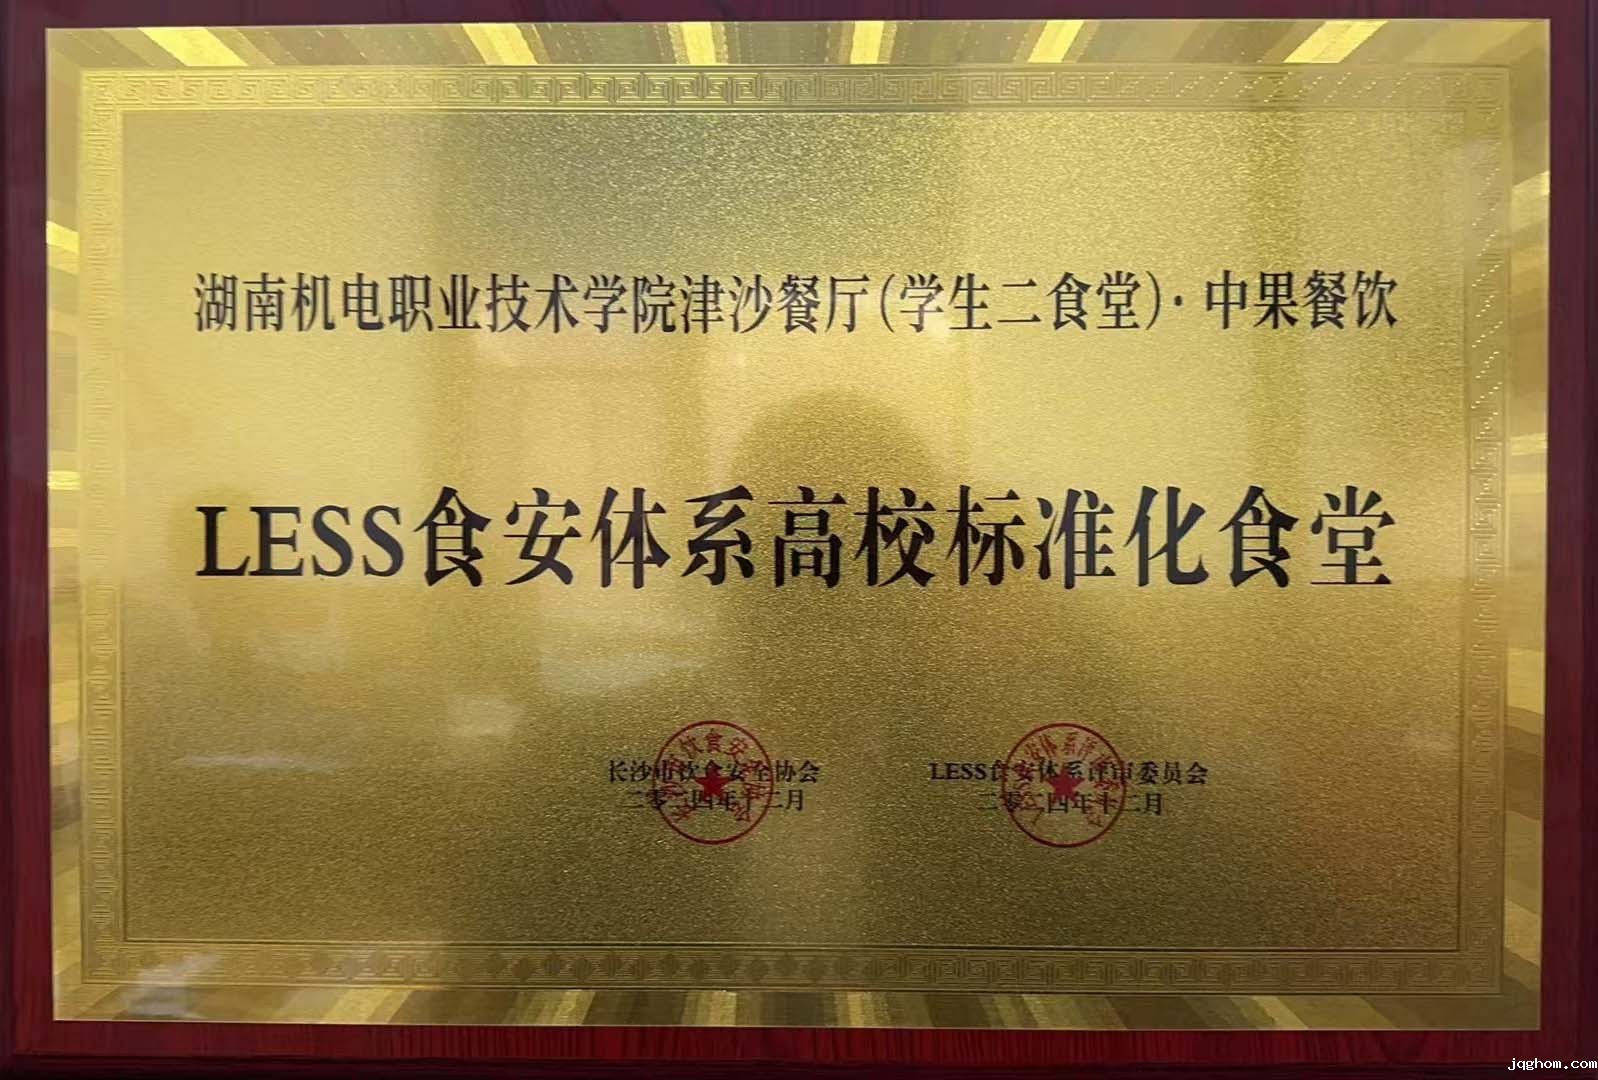 湖南机电职业技术学院津沙餐厅(学生二食堂)·中果餐饮
LESS食安体系高校标准化食堂
长沙市饮食安全协会
二零二四年十二月
LESS食安体系评审委员会
二零二四年十二月
jqghom.com